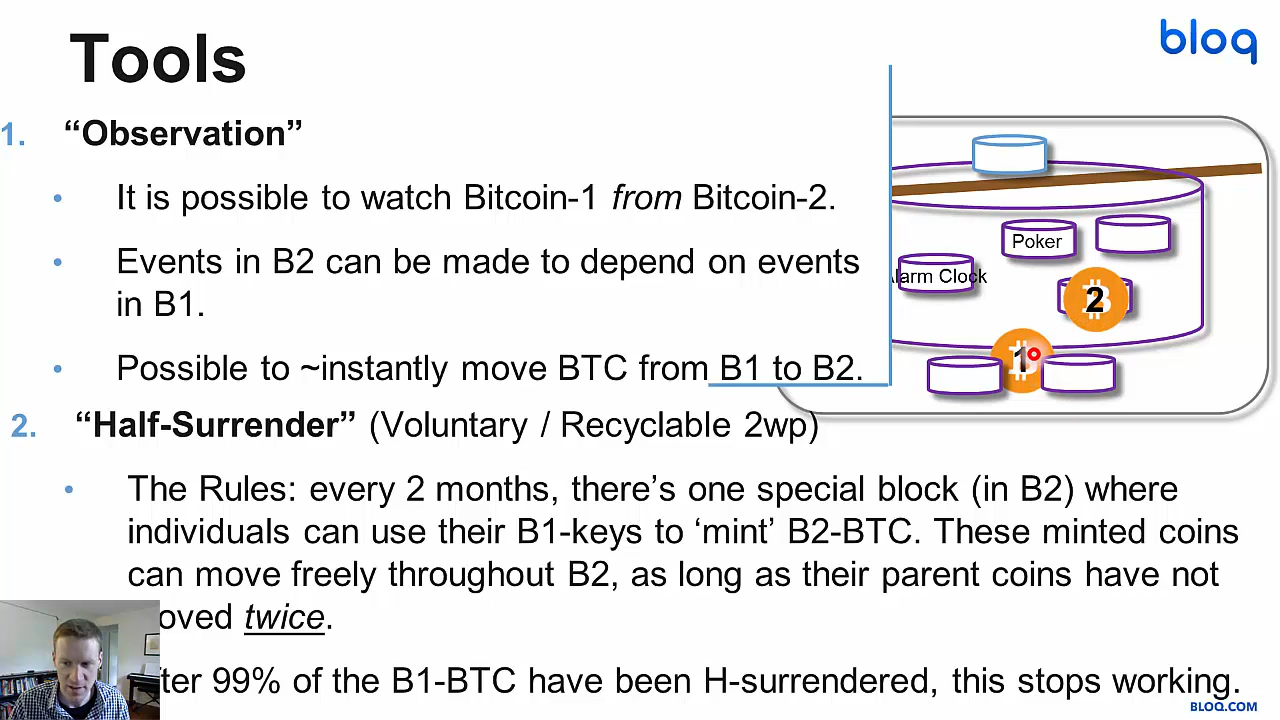 Tools
bloq
1. “Observation”
• It is possible to watch Bitcoin-1 from Bitcoin-2.
• Events in B2 can be made to depend on events
in B1.
• Possible to ~instantly move BTC from B1 to B2.
Poker
larm Clock
2
1
2. “Half-Surrender” (Voluntary / Recyclable 2wp)
• The Rules: every 2 months, there’s one special block (in B2) where
individuals can use their B1-keys to ‘mint’ B2-BTC. These minted coins
can move freely throughout B2, as long as their parent coins have not
oved twice.
fter 99% of the B1-BTC have been H-surrendered, this stops working.
BLOQ.COM